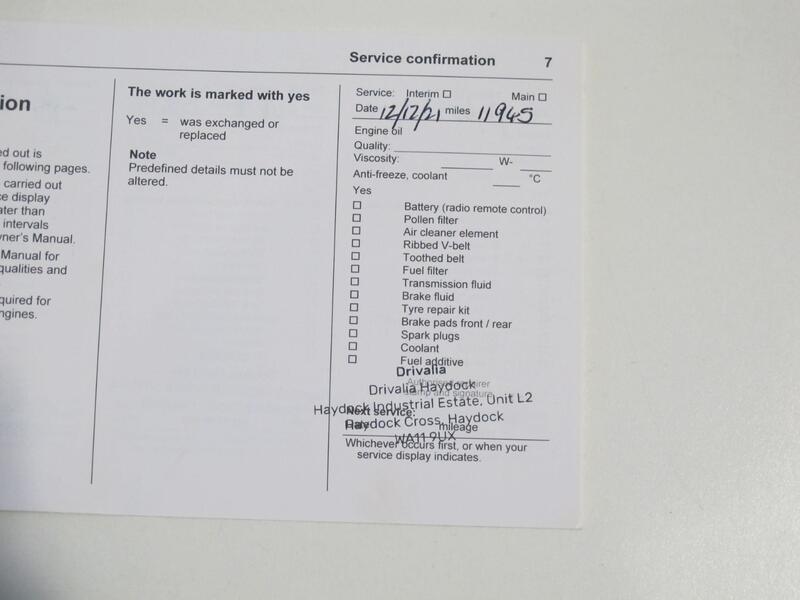 Service confirmation 7
ion
ed out is
following pages.
carried out
ce display
ater than
intervals
ner's Manual.
Manual for
qualities and
quired for
ngines.
The work is marked with yes
Yes = was exchanged or
replaced
Note
Predefined details must not be
altered.
Service: Interim ☐ Main ☐
Date 12/12/21 miles 11945
Engine oil
Quality:
Viscosity: W-
Anti-freeze, coolant °C
Yes
☐ Battery (radio remote control)
☐ Pollen filter
☐ Air cleaner element
☐ Ribbed V-belt
☐ Toothed belt
☐ Fuel filter
☐ Transmission fluid
☐ Brake fluid
☐ Tyre repair kit
☐ Brake pads front / rear
☐ Spark plugs
☐ Coolant
☐ Fuel additive
Drivalia
Authorised repairer
Drivalia Haydock
stamp and signature
Haydock Industrial Estate, Unit L2
Next service:
Haydock Cross, Haydock
mileage
WA11 9UX
Whichever occurs first, or when your
service display indicates.